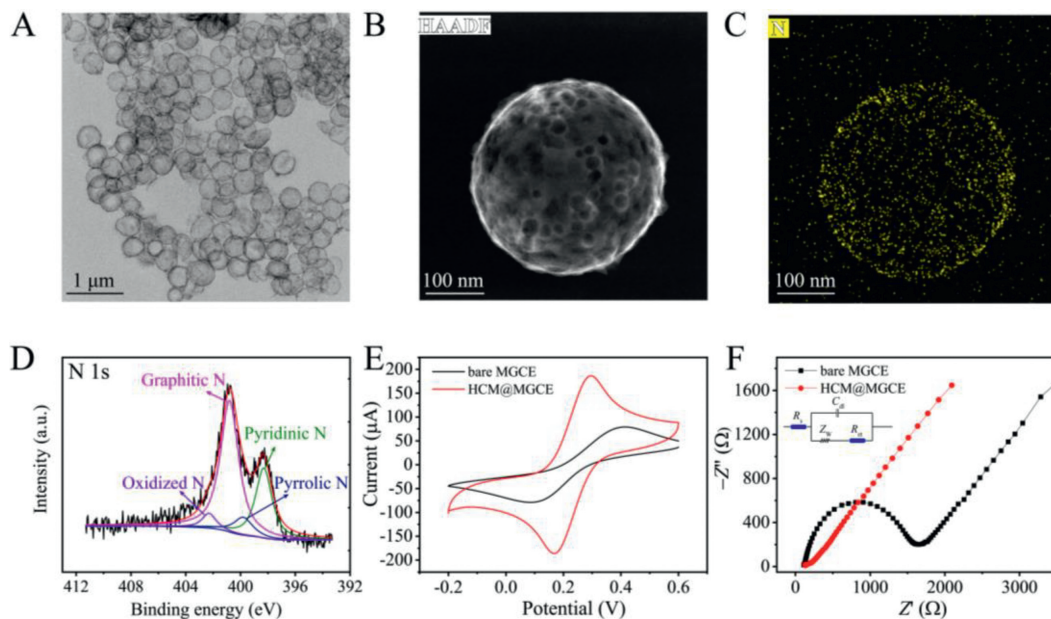 A
1 μm
B
HAADF
100 nm
C
N
100 nm
D
N 1s
Graphitic N
Pyridinic N
Oxidized N
Pyrrolic N
Intensity (a.u.)
412 408 404 400 396 392
Binding energy (eV)
E
bare MGCE
HCM@MGCE
Current (μA)
200
150
100
50
0
-50
-100
-150
-200
-0.2 0.0 0.2 0.4 0.6
Potential (V)
F
bare MGCE
HCM@MGCE
Cdl
Rs
Zw
Rct
-Z'' (Ω)
1600
1200
800
400
0
0 1000 2000 3000
Z' (Ω)